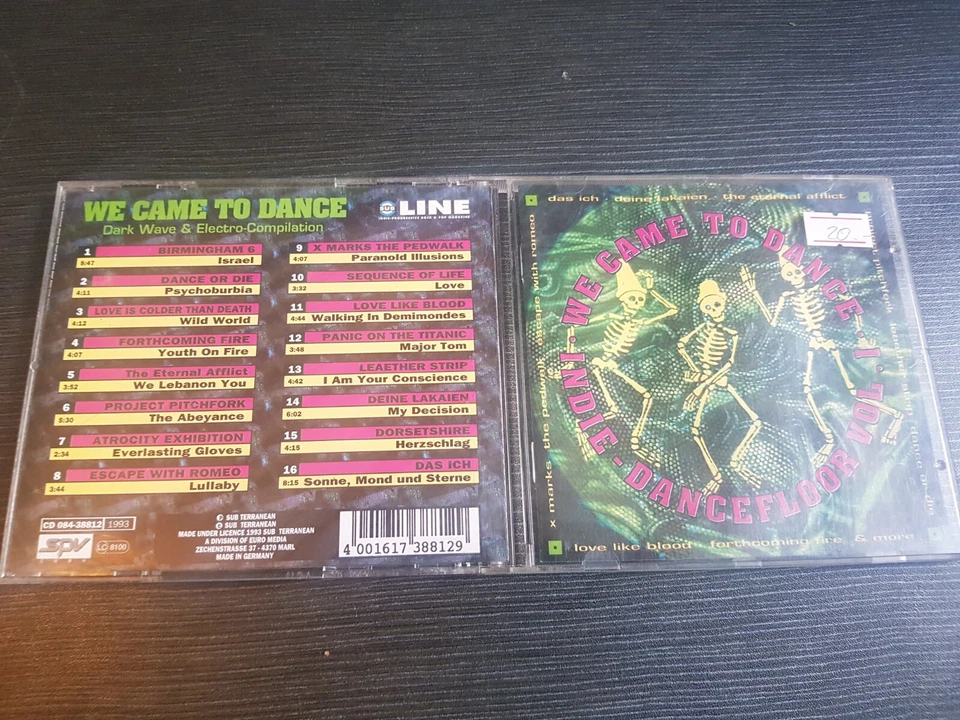 WE CAME TO DANCE
Dark Wave & Electro-Compilation
SUB LINE
1 BIRMINGHAM 6
5:47 Israel
2 DANCE OR DIE
4:11 Psychoburbia
3 LOVE IS COLDER THAN DEATH
4:12 Wild World
4 FORTHCOMING FIRE
4:07 Youth On Fire
5 The Eternal Afflict
3:52 We Lebanon You
6 PROJECT PITCHFORK
5:30 The Abeyance
7 ATROCITY EXHIBITION
2:34 Everlasting Gloves
8 ESCAPE WITH ROMEO
3:44 Lullaby
9 X MARKS THE PEDWALK
4:07 Paranoid Illusions
10 SEQUENCE OF LIFE
3:32 Love
11 LOVE LIKE BLOOD
4:44 Walking In Demimondes
12 PANIC ON THE TITANIC
3:48 Major Tom
13 LEAETHER STRIP
4:42 I Am Your Conscience
14 DEINE LAKAIEN
6:02 My Decision
15 DORSETSHIRE
4:15 Herzschlag
16 DAS ICH
8:15 Sonne, Mond und Sterne
CD 084-38812 1993
SPV LC 8100
℗ SUB TERRANEAN
© SUB TERRANEAN
MADE UNDER LICENCE 1993 SUB TERRANEAN
A DIVISION OF EURO MEDIA
ZECHENSTRASSE 37 - 4370 MARL
MADE IN GERMANY
4 001617 388129
das ich · deine lakaien · the eternal afflict
20.-
WE CAME TO DANCE · VOL. I
INDIE-DANCEFLOOR
x marks the pedwalk · escape with romeo
love like blood · forthcoming fire & more